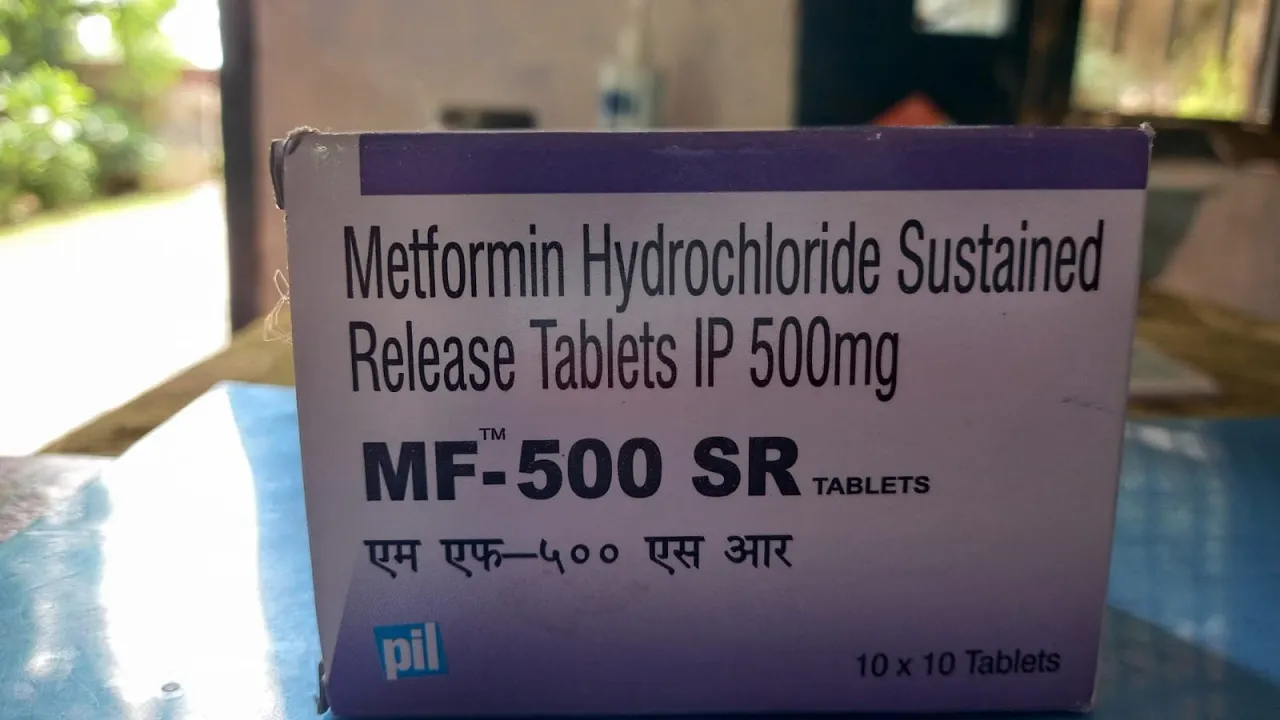 Metformin Hydrochloride Sustained
Release Tablets IP 500mg
MF™-500 SR TABLETS
एम एफ–५०० एस आर
pil
10 x 10 Tablets